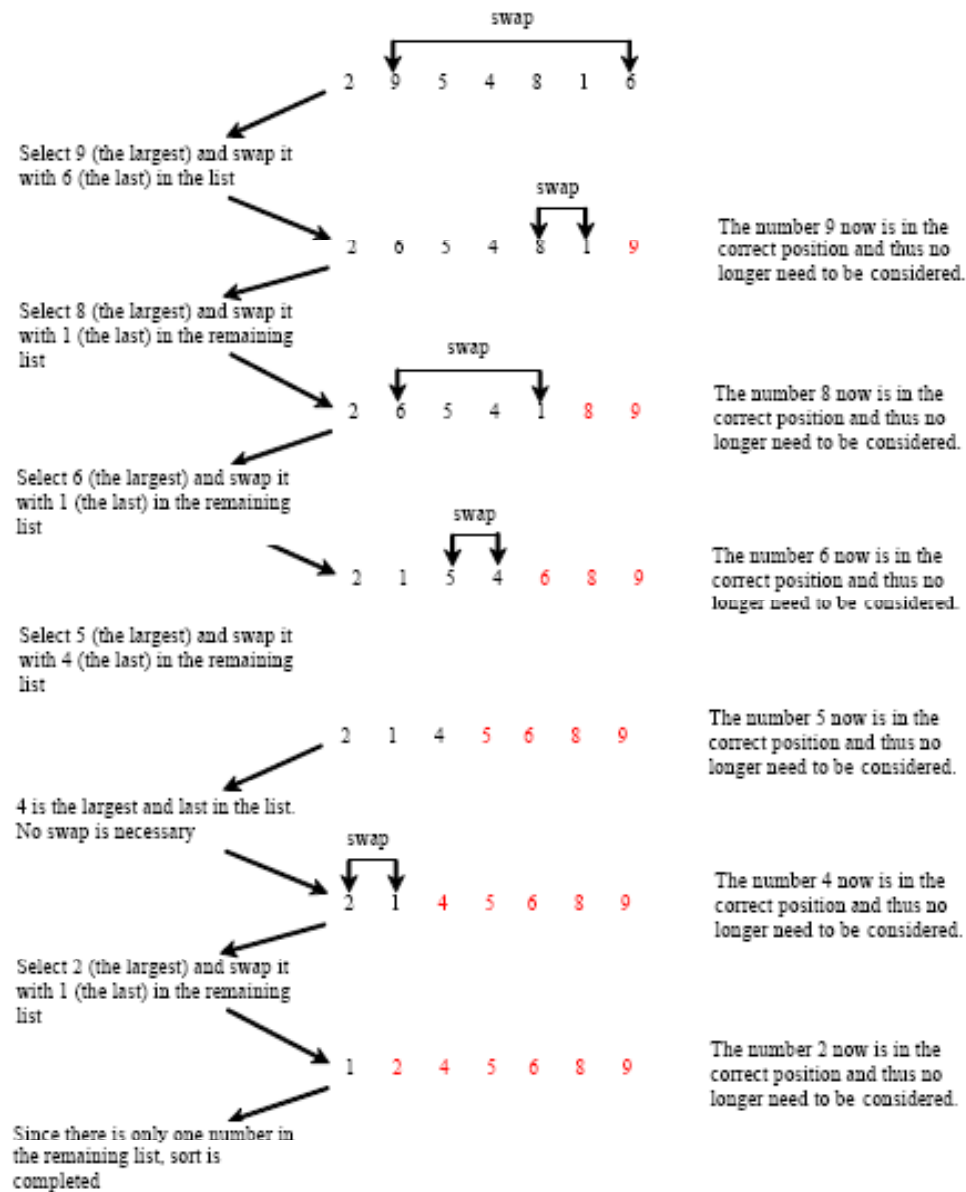 swap
2 9 5 4 8 1 6
Select 9 (the largest) and swap it
with 6 (the last) in the list
swap
2 6 5 4 8 1 9
The number 9 now is in the
correct position and thus no
longer need to be considered.
Select 8 (the largest) and swap it
with 1 (the last) in the remaining
list
swap
2 6 5 4 1 8 9
The number 8 now is in the
correct position and thus no
longer need to be considered.
Select 6 (the largest) and swap it
with 1 (the last) in the remaining
list
swap
2 1 5 4 6 8 9
The number 6 now is in the
correct position and thus no
longer need to be considered.
Select 5 (the largest) and swap it
with 4 (the last) in the remaining
list
2 1 4 5 6 8 9
The number 5 now is in the
correct position and thus no
longer need to be considered.
4 is the largest and last in the list.
No swap is necessary
swap
2 1 4 5 6 8 9
The number 4 now is in the
correct position and thus no
longer need to be considered.
Select 2 (the largest) and swap it
with 1 (the last) in the remaining
list
1 2 4 5 6 8 9
The number 2 now is in the
correct position and thus no
longer need to be considered.
Since there is only one number in
the remaining list, sort is
completed